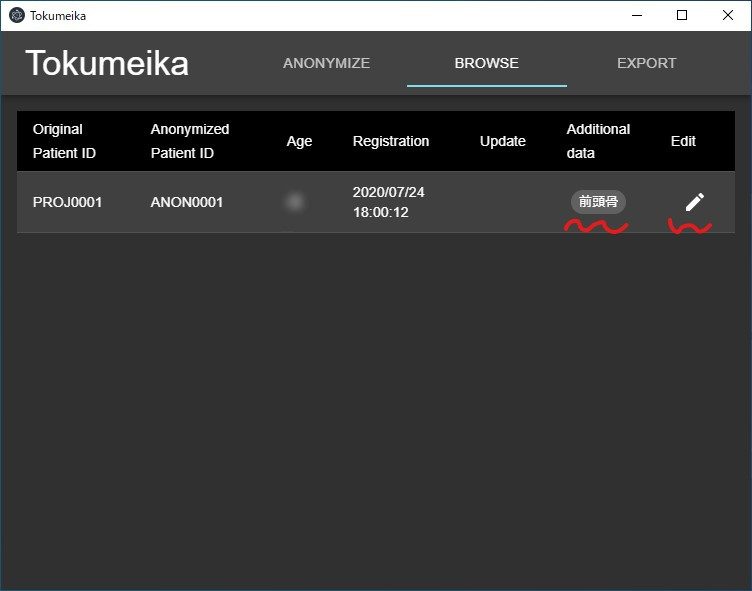 Tokumeika
Tokumeika
ANONYMIZE
BROWSE
EXPORT
Original
Patient ID
Anonymized
Patient ID
Age
Registration
Update
Additional
data
Edit
PROJ0001
ANON0001
2020/07/24
18:00:12
前頭骨